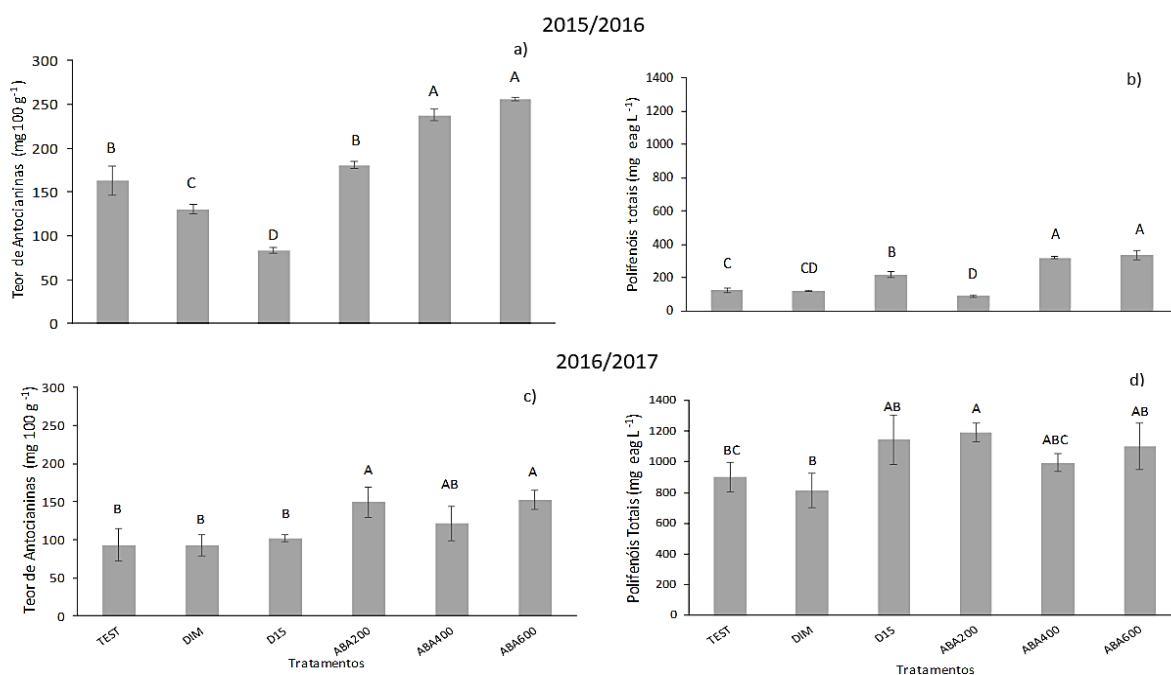 2015/2016
a)
Teor de Antocianinas (mg 100 g⁻¹)
300
250
200
150
100
50
0
B
C
D
B
A
A
b)
Polifenóis totais (mg eag L⁻¹)
1400
1200
1000
800
600
400
200
0
C
CD
B
D
A
A
2016/2017
c)
Teor de Antocianinas (mg 100 g⁻¹)
300
250
200
150
100
50
0
B
B
B
A
AB
A
TEST
DIM
D15
ABA200
ABA400
ABA600
Tratamentos
d)
Polifenóis Totais (mg eag L⁻¹)
1400
1200
1000
800
600
400
200
0
BC
B
AB
A
ABC
AB
TEST
DIM
D15
ABA200
ABA400
ABA600
Tratamentos